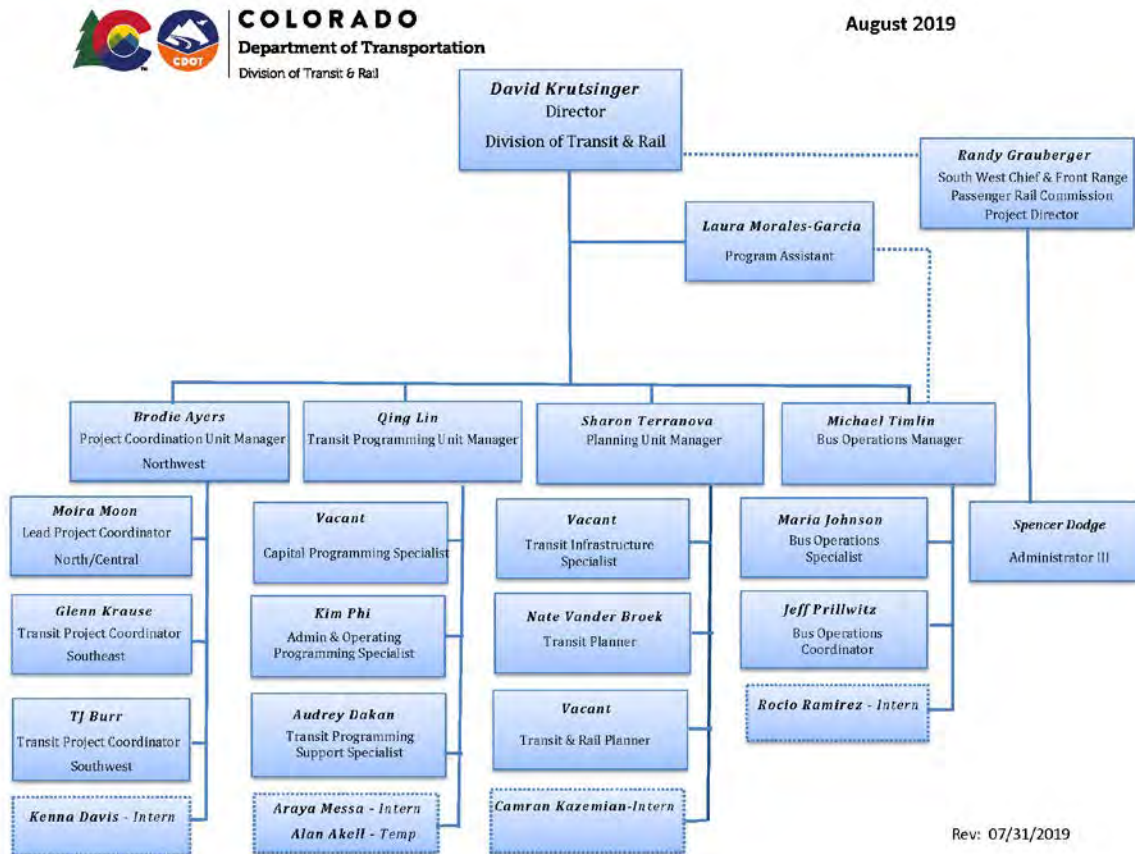 COLORADO
Department of Transportation
Division of Transit & Rail
CDOT
TM
August 2019
David Krutsinger
Director
Division of Transit & Rail
Randy Grauberger
South West Chief & Front Range
Passenger Rail Commission
Project Director
Laura Morales-Garcia
Program Assistant
Brodie Ayers
Project Coordination Unit Manager
Northwest
Qing Lin
Transit Programming Unit Manager
Sharon Terranova
Planning Unit Manager
Michael Timlin
Bus Operations Manager
Moira Moon
Lead Project Coordinator
North/Central
Vacant
Capital Programming Specialist
Vacant
Transit Infrastructure
Specialist
Maria Johnson
Bus Operations
Specialist
Spencer Dodge
Administrator III
Glenn Krause
Transit Project Coordinator
Southeast
Kim Phi
Admin & Operating
Programming Specialist
Nate Vander Broek
Transit Planner
Jeff Prillwitz
Bus Operations
Coordinator
TJ Burr
Transit Project Coordinator
Southwest
Audrey Dakan
Transit Programming
Support Specialist
Vacant
Transit & Rail Planner
Rocio Ramirez - Intern
Kenna Davis - Intern
Araya Messa - Intern
Alan Akell - Temp
Camran Kazemian-Intern
Rev: 07/31/2019